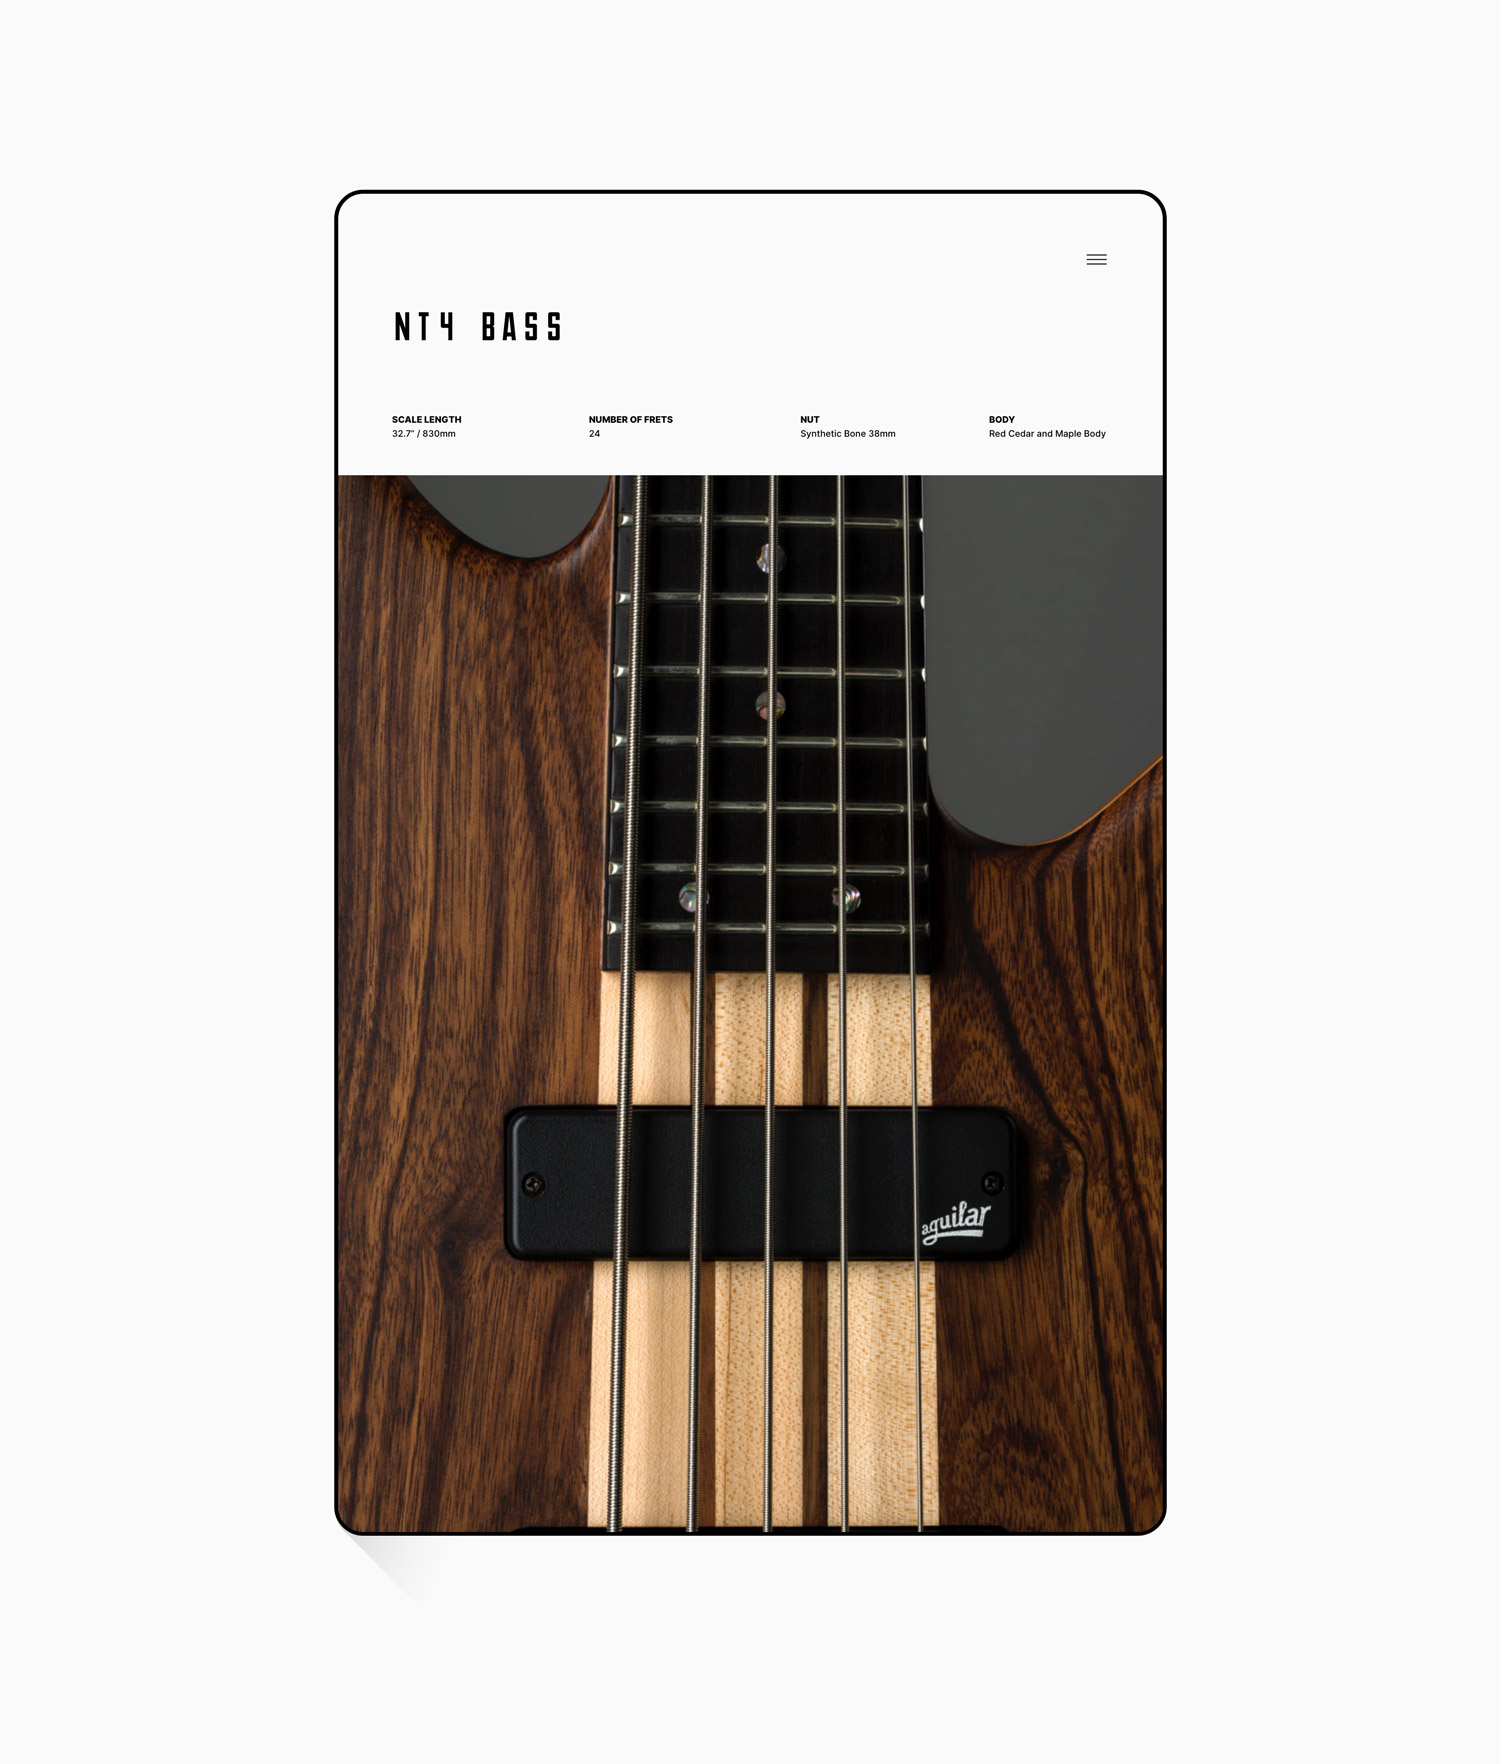 NT4 BASS
SCALE LENGTH
32.7" / 830mm
NUMBER OF FRETS
24
NUT
Synthetic Bone 38mm
BODY
Red Cedar and Maple Body
aguilar